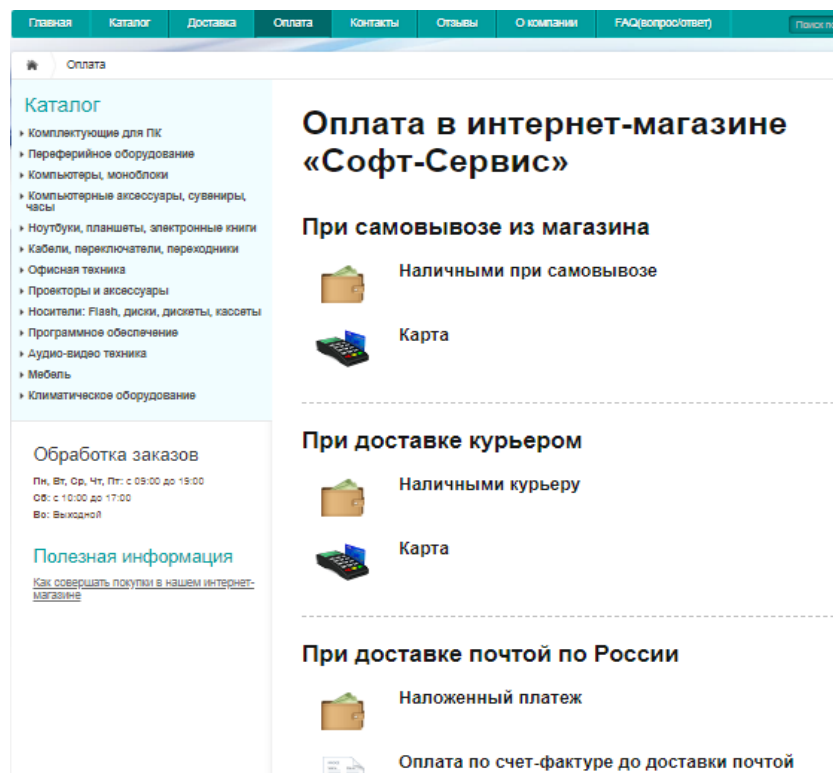 Главная Каталог Доставка Оплата Контакты Отзывы О компании FAQ(вопрос/ответ) Поиск по
Оплата
Каталог
Комплектующие для ПК
Переферийное оборудование
Компьютеры, моноблоки
Компьютерные аксессуары, сувениры,
часы
Ноутбуки, планшеты, электронные книги
Кабели, переключатели, переходники
Офисная техника
Проекторы и аксессуары
Носители: Flash, диски, дискеты, кассеты
Программное обеспечение
Аудио-видео техника
Мебель
Климатическое оборудование
Обработка заказов
Пн, Вт, Ср, Чт, Пт: с 09:00 до 19:00
Сб: с 10:00 до 17:00
Вс: Выходной
Полезная информация
Как совершать покупки в нашем интернет-
магазине
Оплата в интернет-магазине
«Софт-Сервис»
При самовывозе из магазина
Наличными при самовывозе
Карта
При доставке курьером
Наличными курьеру
Карта
При доставке почтой по России
Наложенный платеж
Оплата по счет-фактуре до доставки почтой